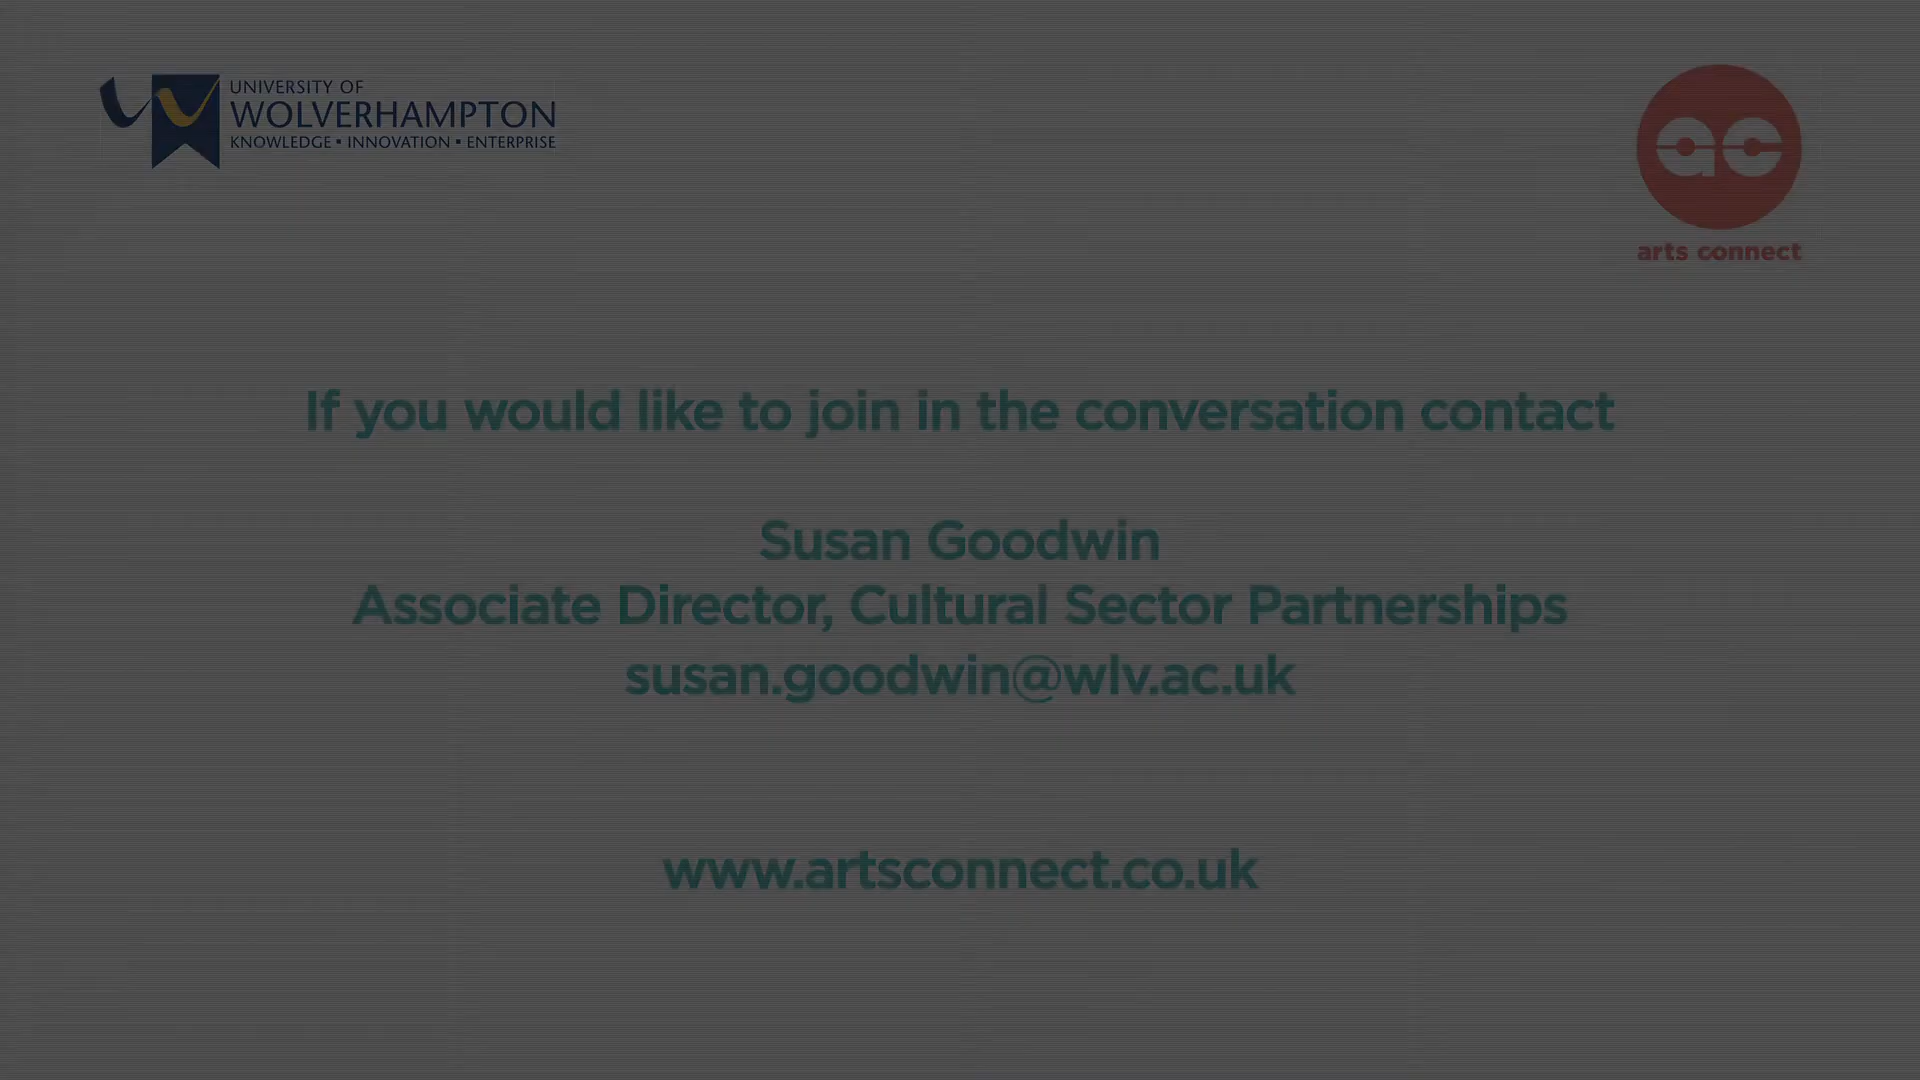 UNIVERSITY OF
WOLVERHAMPTON
KNOWLEDGE ▪ INNOVATION ▪ ENTERPRISE
ac
arts connect
If you would like to join in the conversation contact
Susan Goodwin
Associate Director, Cultural Sector Partnerships
susan.goodwin@wlv.ac.uk
www.artsconnect.co.uk